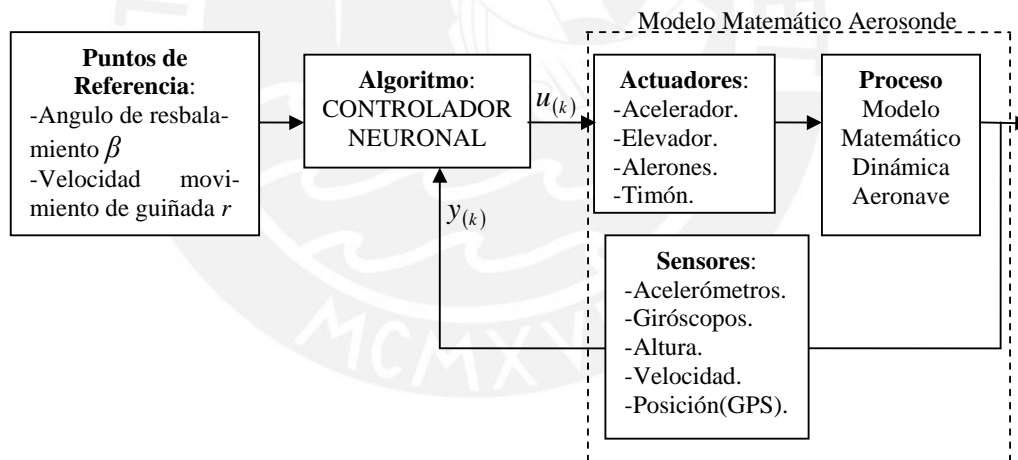 Modelo Matemático Aerosonde
Puntos de
Referencia:
-Angulo de resbala-
miento β
-Velocidad movi-
miento de guiñada r
Algoritmo:
CONTROLADOR
NEURONAL
u(k)
Actuadores:
-Acelerador.
-Elevador.
-Alerones.
-Timón.
Proceso
Modelo
Matemático
Dinámica
Aeronave
y(k)
Sensores:
-Acelerómetros.
-Giróscopos.
-Altura.
-Velocidad.
-Posición(GPS).